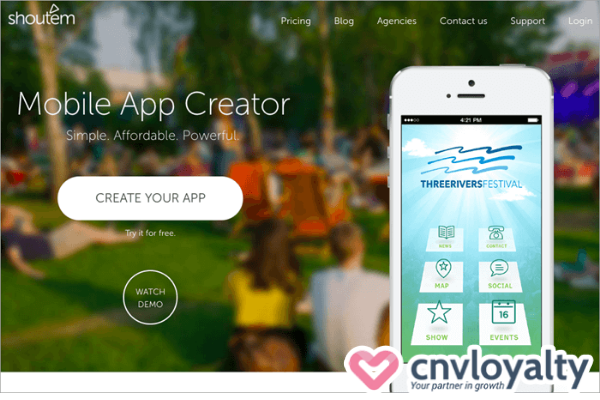 shoutem
Pricing Blog Agencies Contact us Support Login
Mobile App Creator
Simple. Affordable. Powerful.
CREATE YOUR APP
Try it for free.
WATCH
DEMO
4:21 PM
THREERIVERSFESTIVAL
NEWS CONTACT
MAP SOCIAL
16
SHOW EVENTS
cnvloyalty
Your partner in growth